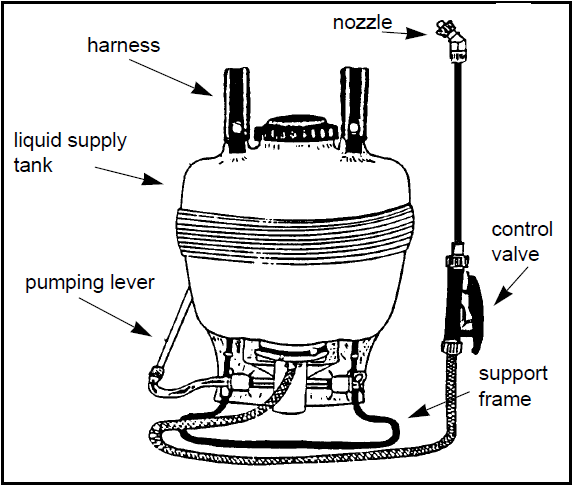 nozzle
harness
liquid supply
tank
control
valve
pumping lever
support
frame